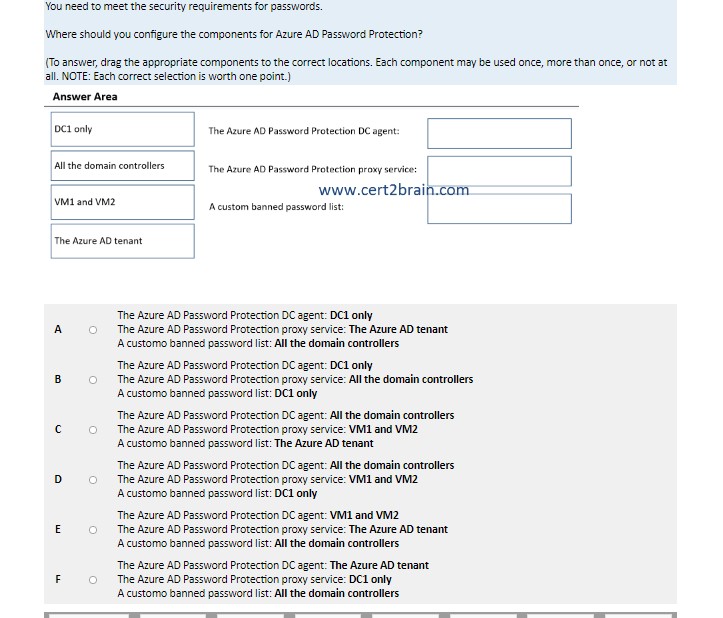 You need to meet the security requirements for passwords.
Where should you configure the components for Azure AD Password Protection?
(To answer, drag the appropriate components to the correct locations. Each component may be used once, more than once, or not at
all. NOTE: Each correct selection is worth one point.)
Answer Area
DC1 only
The Azure AD Password Protection DC agent:
All the domain controllers
The Azure AD Password Protection proxy service:
www.cert2brain.com
VM1 and VM2
A custom banned password list:
The Azure AD tenant
The Azure AD Password Protection DC agent: DC1 only
A The Azure AD Password Protection proxy service: The Azure AD tenant
A customo banned password list: All the domain controllers
The Azure AD Password Protection DC agent: DC1 only
B The Azure AD Password Protection proxy service: All the domain controllers
A customo banned password list: DC1 only
The Azure AD Password Protection DC agent: All the domain controllers
C The Azure AD Password Protection proxy service: VM1 and VM2
A customo banned password list: The Azure AD tenant
The Azure AD Password Protection DC agent: All the domain controllers
D The Azure AD Password Protection proxy service: VM1 and VM2
A customo banned password list: DC1 only
The Azure AD Password Protection DC agent: VM1 and VM2
E The Azure AD Password Protection proxy service: The Azure AD tenant
A customo banned password list: All the domain controllers
The Azure AD Password Protection DC agent: The Azure AD tenant
F The Azure AD Password Protection proxy service: DC1 only
A customo banned password list: All the domain controllers